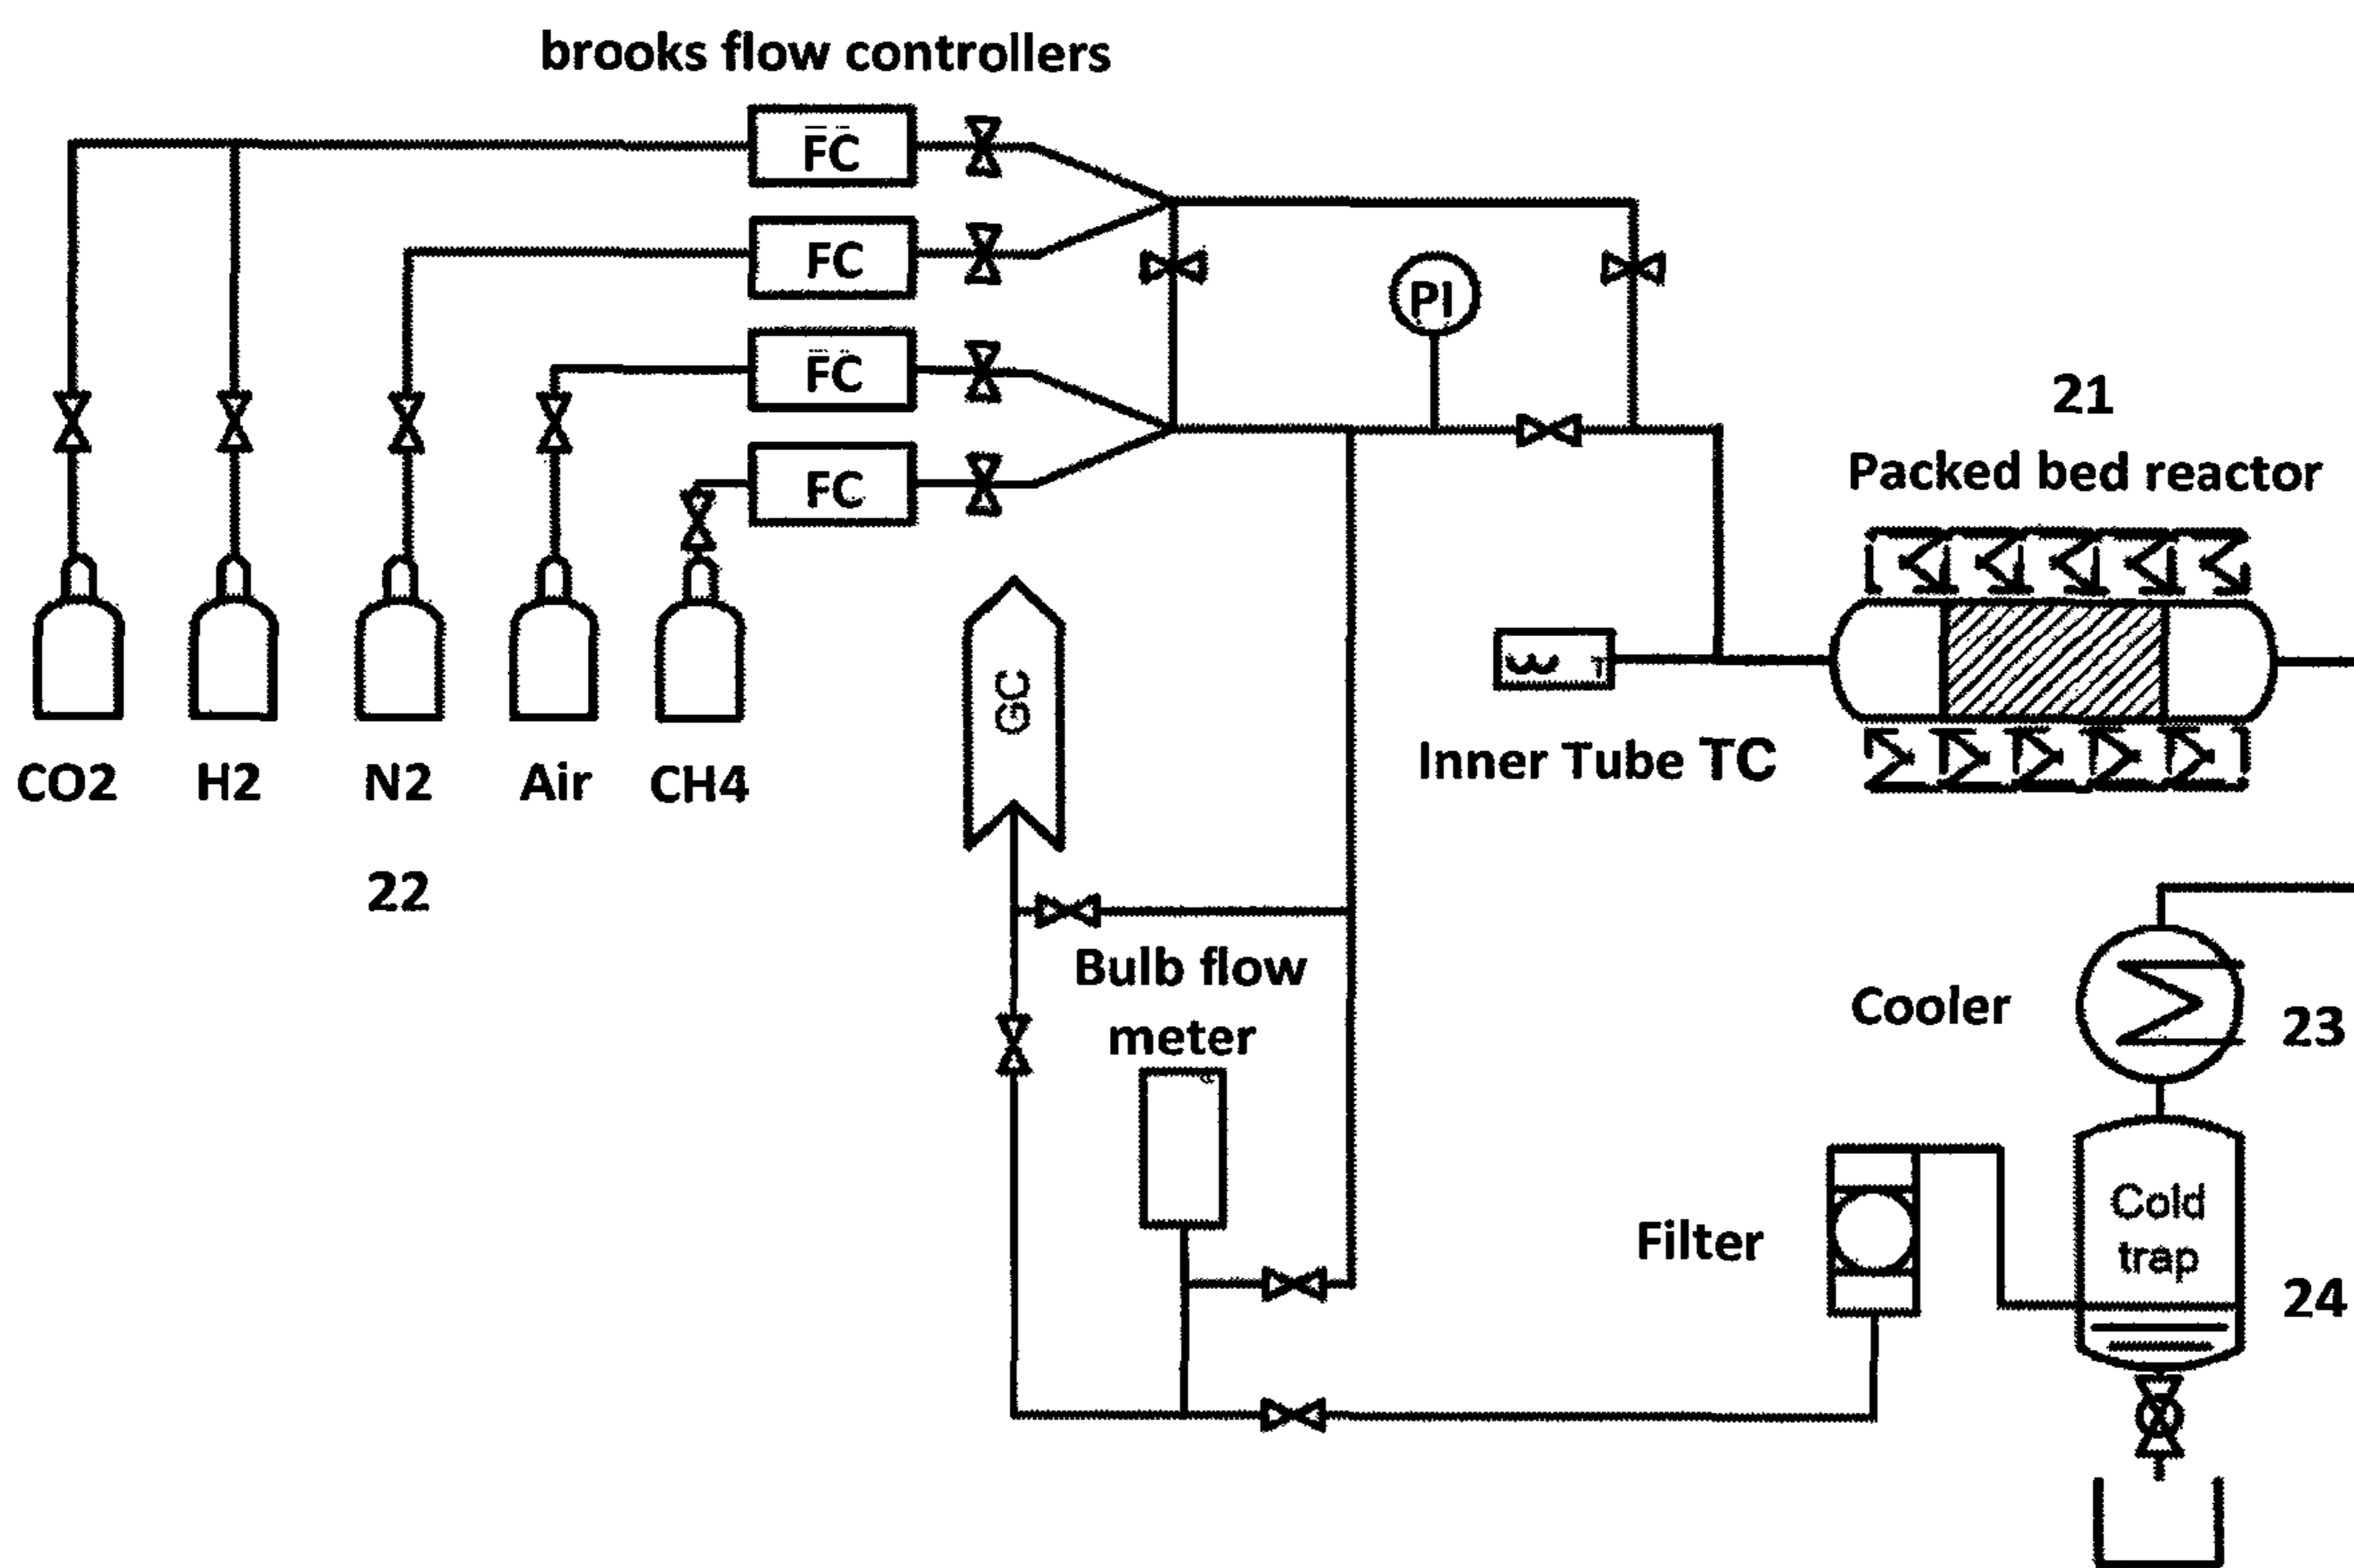 brooks flow controllers
FC
FC
FC
FC
PI
21
Packed bed reactor
GC
T
Inner Tube TC
CO2 H2 N2 Air CH4
22
Bulb flow
meter
Cooler
23
Cold
trap
Filter
24